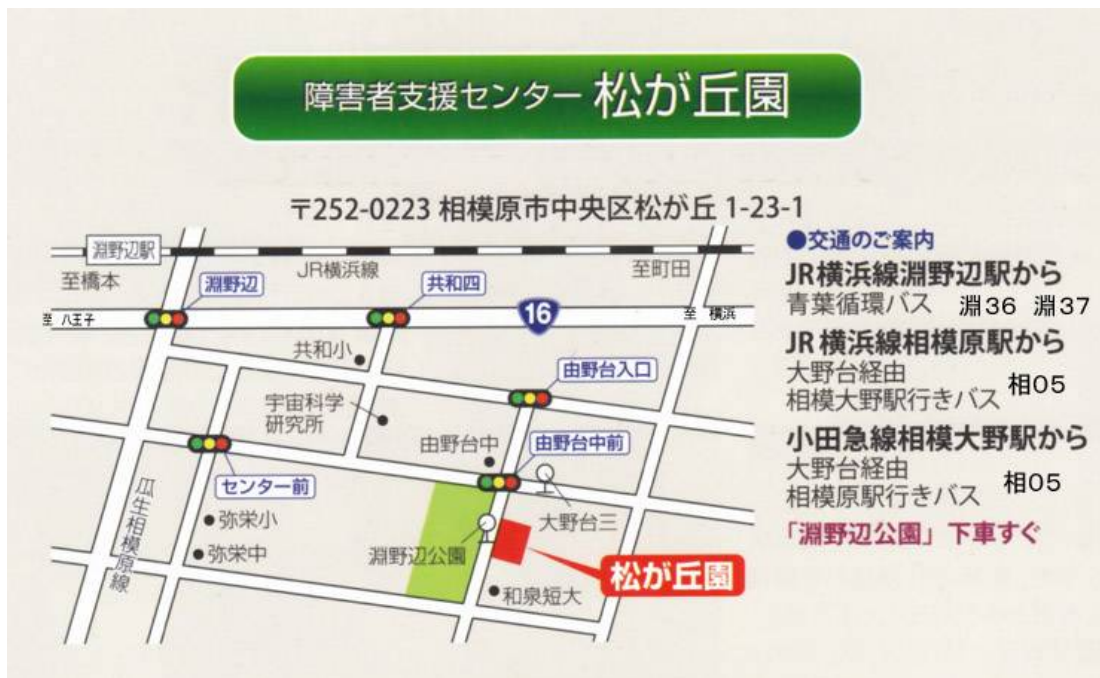 障害者支援センター 松が丘園
〒252-0223 相模原市中央区松が丘 1-23-1
淵野辺駅
至橋本
JR横浜線
至町田
淵野辺
共和四
至 八王子
16
至 横浜
共和小
由野台入口
宇宙科学
研究所
由野台中
由野台中前
センター前
瓜生相模原線
弥栄小
弥栄中
淵野辺公園
大野台三
松が丘園
和泉短大
●交通のご案内
JR横浜線淵野辺駅から
青葉循環バス 淵36 淵37
JR横浜線相模原駅から
大野台経由
相模大野駅行きバス 相05
小田急線相模大野駅から
大野台経由
相模原駅行きバス 相05
「淵野辺公園」下車すぐ